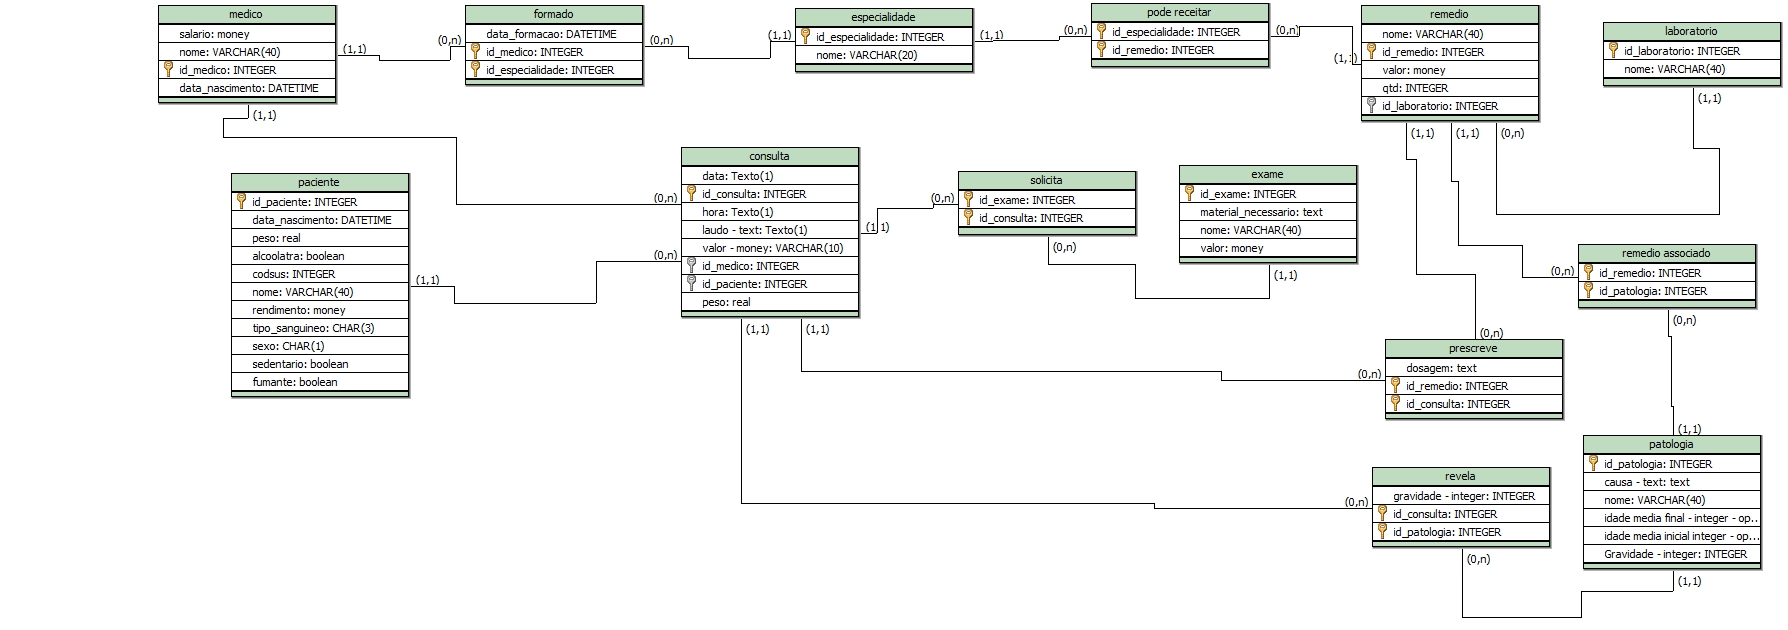 medico
salario: money
nome: VARCHAR(40)
id_medico: INTEGER
data_nascimento: DATETIME
(1,1)
(1,1)
formado
data_formacao: DATETIME
id_medico: INTEGER
id_especialidade: INTEGER
(0,n)
(0,n)
especialidade
id_especialidade: INTEGER
nome: VARCHAR(20)
(1,1)
(1,1)
pode receitar
id_especialidade: INTEGER
id_remedio: INTEGER
(0,n)
(0,n)
remedio
nome: VARCHAR(40)
id_remedio: INTEGER
valor: money
qtd: INTEGER
id_laboratorio: INTEGER
(1,1)
(1,1)
(1,1)
(0,n)
laboratorio
id_laboratorio: INTEGER
nome: VARCHAR(40)
(1,1)
paciente
id_paciente: INTEGER
data_nascimento: DATETIME
peso: real
alcoolatra: boolean
codsus: INTEGER
nome: VARCHAR(40)
rendimento: money
tipo_sanguineo: CHAR(3)
sexo: CHAR(1)
sedentario: boolean
fumante: boolean
(1,1)
consulta
data: Texto(1)
id_consulta: INTEGER
hora: Texto(1)
laudo - text: Texto(1)
valor - money: VARCHAR(10)
id_medico: INTEGER
id_paciente: INTEGER
peso: real
(0,n)
(0,n)
(1,1)
(1,1)
(1,1)
solicita
id_exame: INTEGER
id_consulta: INTEGER
(0,n)
(0,n)
exame
id_exame: INTEGER
material_necessario: text
nome: VARCHAR(40)
valor: money
(1,1)
remedio associado
id_remedio: INTEGER
id_patologia: INTEGER
(0,n)
(0,n)
prescreve
dosagem: text
id_remedio: INTEGER
id_consulta: INTEGER
(0,n)
(0,n)
revela
gravidade - integer: INTEGER
id_consulta: INTEGER
id_patologia: INTEGER
(0,n)
(0,n)
(1,1)
patologia
id_patologia: INTEGER
causa - text: text
nome: VARCHAR(40)
idade media final - integer - op...
idade media inicial integer - op...
Gravidade - integer: INTEGER
(1,1)